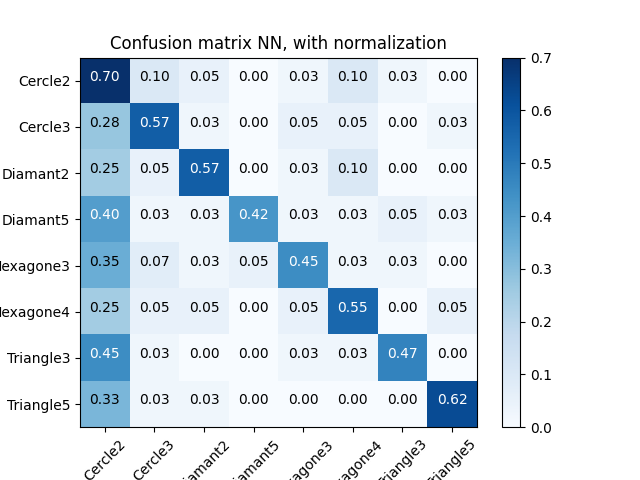 Confusion matrix NN, with normalization
Cercle2 0.70 0.10 0.05 0.00 0.03 0.10 0.03 0.00
Cercle3 0.28 0.57 0.03 0.00 0.05 0.05 0.00 0.03
Diamant2 0.25 0.05 0.57 0.00 0.03 0.10 0.00 0.00
Diamant5 0.40 0.03 0.03 0.42 0.03 0.03 0.05 0.03
lexagone3 0.35 0.07 0.03 0.05 0.45 0.03 0.03 0.00
lexagone4 0.25 0.05 0.05 0.00 0.05 0.55 0.00 0.05
Triangle3 0.45 0.03 0.00 0.00 0.03 0.03 0.47 0.00
Triangle5 0.33 0.03 0.03 0.00 0.00 0.00 0.00 0.62
Cercle2 Cercle3 iamant2 iamant5 xagone3 xagone4 Triangle3 Triangle5
0.7
0.6
0.5
0.4
0.3
0.2
0.1
0.0